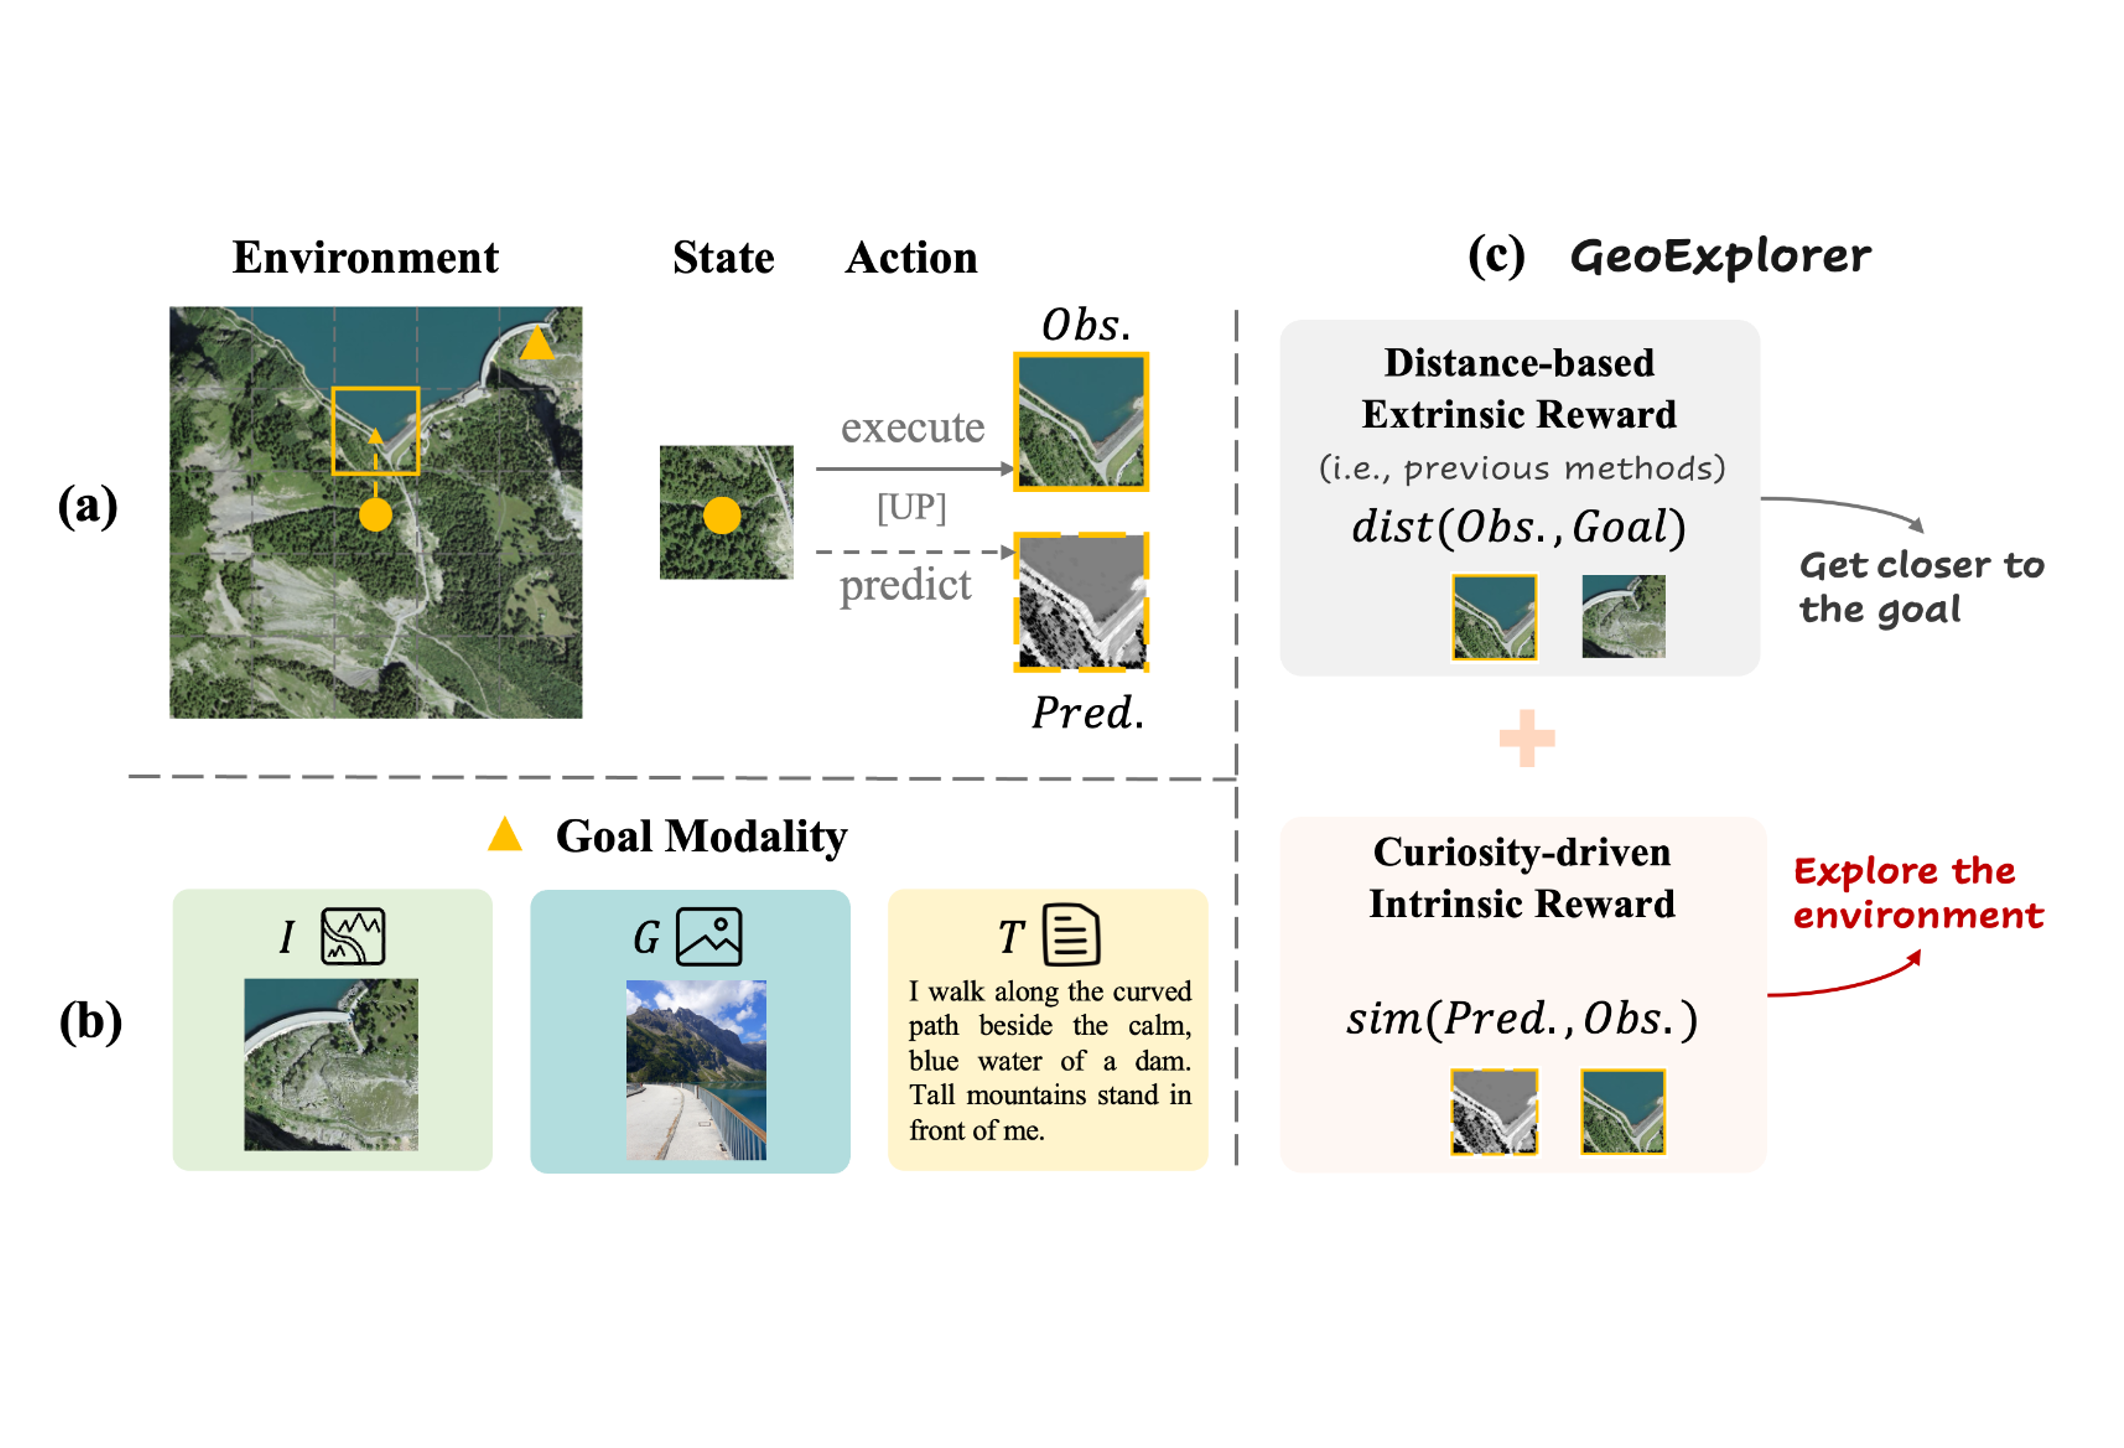 Environment
State
Action
(a)
Obs.
execute
[UP]
predict
Pred.
Goal Modality
(b)
I
G
T
I walk along the curved
path beside the calm,
blue water of a dam.
Tall mountains stand in
front of me.
(c) GeoExplorer
Distance-based
Extrinsic Reward
(i.e., previous methods)
dist(Obs.,Goal)
Get closer to
the goal
Curiosity-driven
Intrinsic Reward
sim(Pred.,Obs.)
Explore the
environment